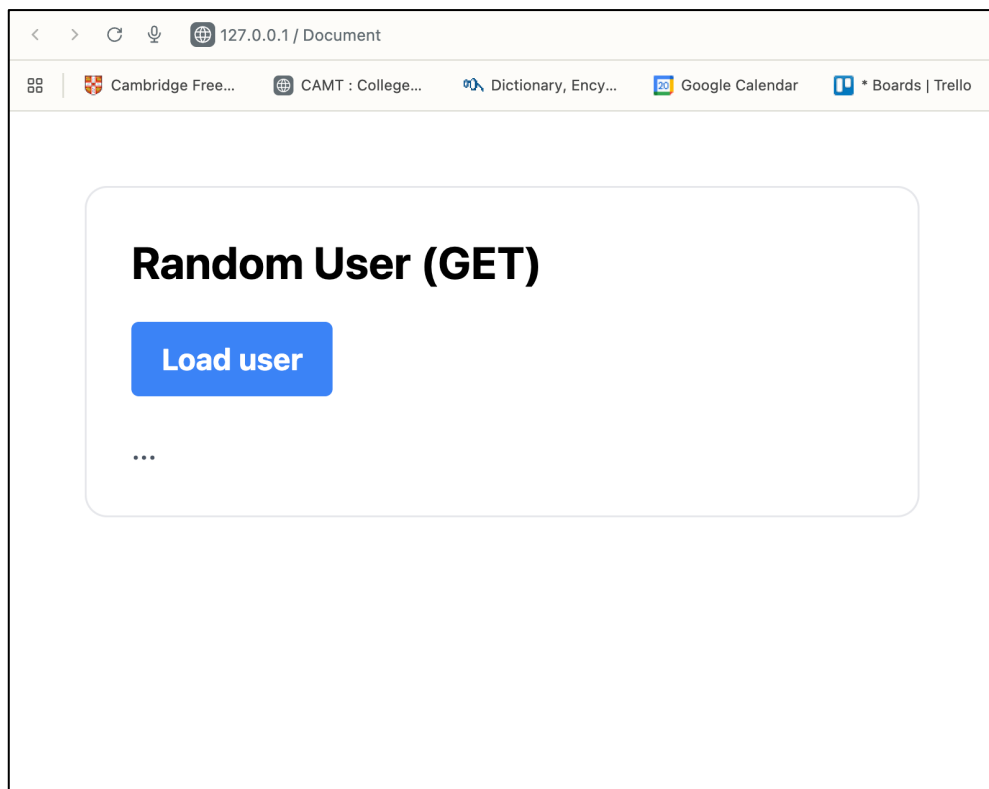 127.0.0.1 / Document
Cambridge Free... CAMT : College... Dictionary, Ency... 20 Google Calendar * Boards | Trello
Random User (GET)
Load user
...